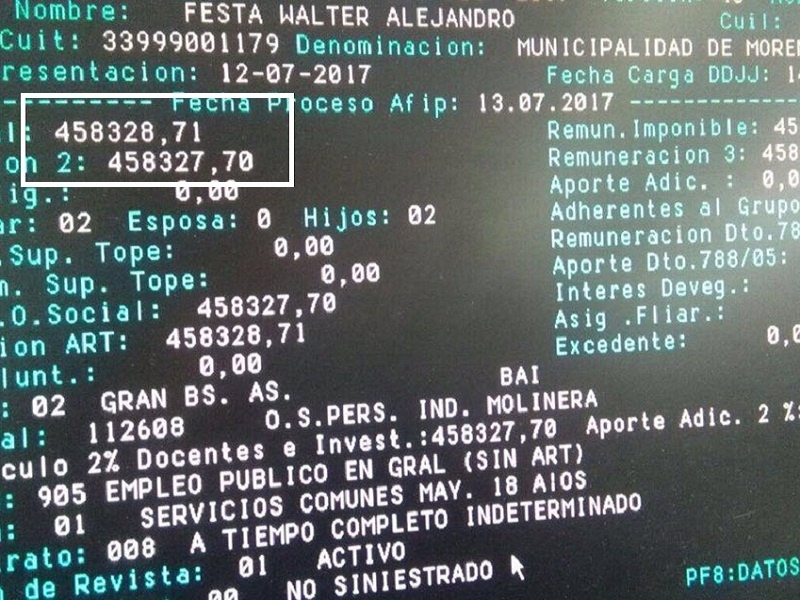 Nombre: FESTA WALTER ALEJANDRO Cuil:
Cuit: 33999001179 Denominacion: MUNICIPALIDAD DE MORE
resentacion: 12-07-2017 Fecha Carga DDJJ: 1
---------- Fecha Proceso Afip: 13.07.2017 --------------
l: 458328,71 Remun.Imponible: 45
on 2: 458327,70 Remuneracion 3: 458
ig.: 0,00 Aporte Adic. : 0,0
ar: 02 Esposa: 0 Hijos: 02 Adherentes al Grupo
.Sup. Tope: 0,00 Remuneracion Dto.78
m. Sup. Tope: 0,00 Aporte Dto.788/05:
.O.Social: 458327,70 Interes Deveg.:
ion ART: 458328,71 Asig .Fliar.:
lunt.: 0,00 Excedente: 0,0
: 02 GRAN BS. AS. BAI
al: 112608 O.S.PERS. IND. MOLINERA
culo 2% Docentes e Invest.:458327,70 Aporte Adic. 2 %:
: 905 EMPLEO PUBLICO EN GRAL (SIN ART)
: 01 SERVICIOS COMUNES MAY. 18 AIOS
rato: 008 A TIEMPO COMPLETO INDETERMINADO
n de Revista: 01 ACTIVO
00 NO SINIESTRADO PF8:DATOS